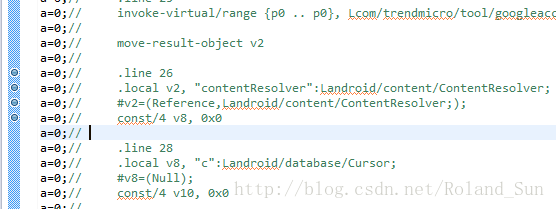 a=0;// .line 25
a=0;// invoke-virtual/range {p0 .. p0}, Lcom/trendmicro/tool/googleacc
a=0;//
a=0;// move-result-object v2
a=0;//
a=0;// .line 26
a=0;// .local v2, "contentResolver":Landroid/content/ContentResolver;
a=0;// #v2=(Reference,Landroid/content/ContentResolver;);
a=0;// const/4 v8, 0x0
a=0;//
a=0;// .line 28
a=0;// .local v8, "c":Landroid/database/Cursor;
a=0;// #v8=(Null);
a=0;// const/4 v10, 0x0
a=0;//
http://blog.csdn.net/Roland_Sun